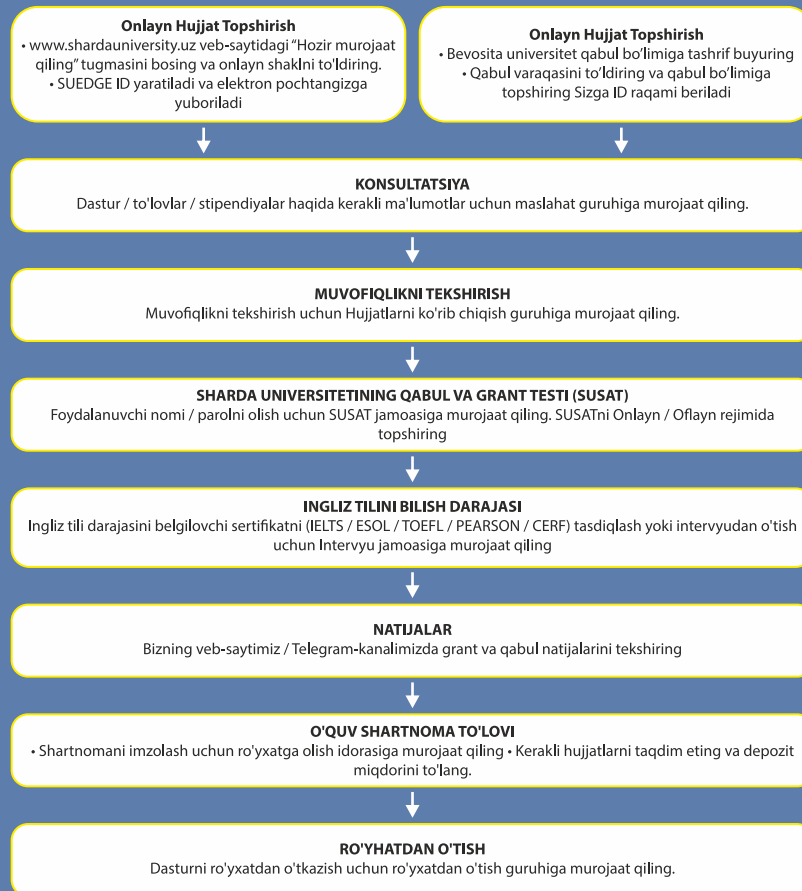 Onlayn Hujjat Topshirish
• www.shardauniversity.uz veb-saytidagi “Hozir murojaat
qiling” tugmasini bosing va onlayn shaklni to'ldiring.
• SUEDGE ID yaratiladi va elektron pochtangizga
yuboriladi
Onlayn Hujjat Topshirish
• Bevosita universitet qabul bo‘limiga tashrif buyuring
• Qabul varaqasini to‘ldiring va qabul bo‘limiga
topshiring Sizga ID raqami beriladi
KONSULTATSIYA
Dastur / to'lovlar / stipendiyalar haqida kerakli ma'lumotlar uchun maslahat guruhiga murojaat qiling.
MUVOFIQLIKNI TEKSHIRISH
Muvofiqlikni tekshirish uchun Hujjatlarni ko'rib chiqish guruhiga murojaat qiling.
SHARDA UNIVERSITETINING QABUL VA GRANT TESTI (SUSAT)
Foydalanuvchi nomi / parolni olish uchun SUSAT jamoasiga murojaat qiling. SUSATni Onlayn / Oflayn rejimida
topshiring
INGLIZ TILINI BILISH DARAJASI
Ingliz tili darajasini belgilovchi sertifikatni (IELTS / ESOL / TOEFL / PEARSON / CERF) tasdiqlash yoki intervyudan o'tish
uchun Intervyu jamoasiga murojaat qiling
NATIJALAR
Bizning veb-saytimiz / Telegram-kanalimizda grant va qabul natijalarini tekshiring
O'QUV SHARTNOMA TO'LOVI
• Shartnomani imzolash uchun ro'yxatga olish idorasiga murojaat qiling • Kerakli hujjatlarni taqdim eting va depozit
miqdorini to'lang.
RO'YHATDAN O'TISH
Dasturni ro'yxatdan o'tkazish uchun ro'yxatdan o'tish guruhiga murojaat qiling.